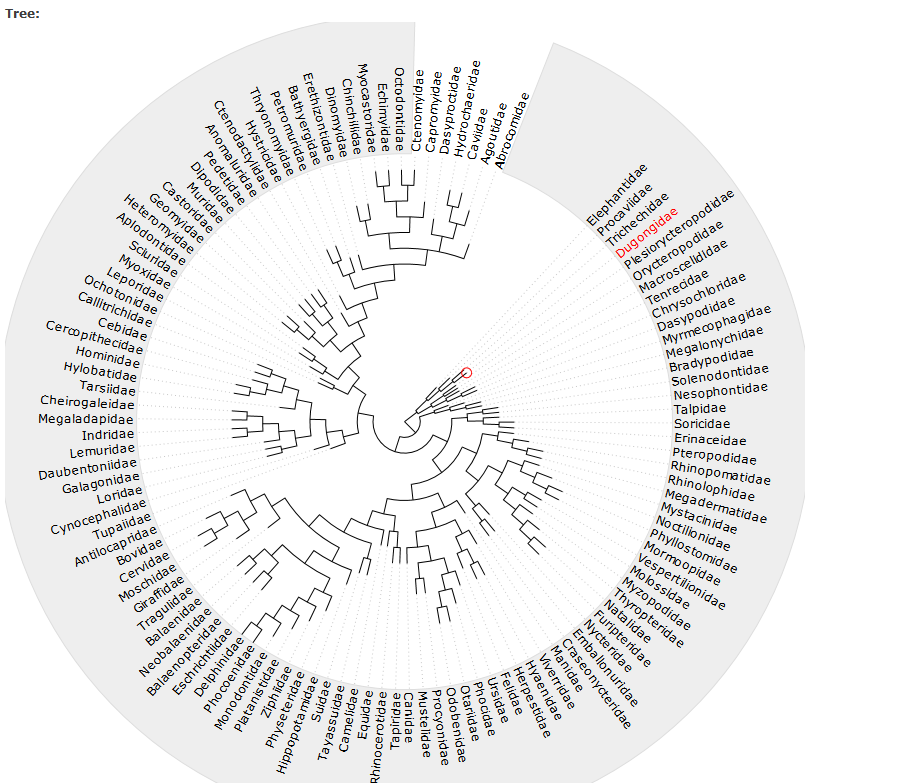 Tree:
Octodontidae
Ctenomyidae
Capromyidae
Dasyproctidae
Hydrochaeridae
Caviidae
Agoutidae
Abrocomidae
Elephantidae
Procaviidae
Trichechidae
Dugongidae
Plesiorycteropodidae
Orycteropodidae
Macroscelididae
Tenrecidae
Chrysochloridae
Dasypodidae
Myrmecophagidae
Megalonychidae
Bradypodidae
Solenodontidae
Nesophontidae
Talpidae
Soricidae
Erinaceidae
Pteropodidae
Rhinopomatidae
Rhinolophidae
Megadermatidae
Mystacinidae
Noctilionidae
Phyllostomidae
Mormoopidae
Vespertilionidae
Molossidae
Myzopodidae
Thyropteridae
Natalidae
Furipteridae
Nycteridae
Emballonuridae
Craseonycteridae
Manidae
Viverridae
Hyaenidae
Herpestidae
Felidae
Ursidae
Phocidae
Otariidae
Odobenidae
Procyonidae
Mustelidae
Canidae
Tapiridae
Rhinocerotidae
Equidae
Camelidae
Tayassuidae
Suidae
Hippopotamidae
Physeteridae
Ziphiidae
Platanistidae
Monodontidae
Phocoenidae
Delphinidae
Eschrichtiidae
Balaenopteridae
Neobalaenidae
Balaenidae
Tragulidae
Giraffidae
Moschidae
Cervidae
Bovidae
Antilocapridae
Tupaiidae
Cynocephalidae
Loridae
Galagonidae
Daubentoniidae
Lemuridae
Indridae
Megaladapidae
Cheirogaleidae
Tarsiidae
Hylobatidae
Hominidae
Cercopithecidae
Cebidae
Callitrichidae
Ochotonidae
Leporidae
Myoxidae
Sciuridae
Aplodontidae
Heteromyidae
Geomyidae
Castoridae
Muridae
Dipodidae
Pedetidae
Anomaluridae
Ctenodactylidae
Hystricidae
Thryonomyidae
Petromuridae
Bathyergidae
Erethizontidae
Dinomyidae
Chinchillidae
Myocastoridae
Echimyidae